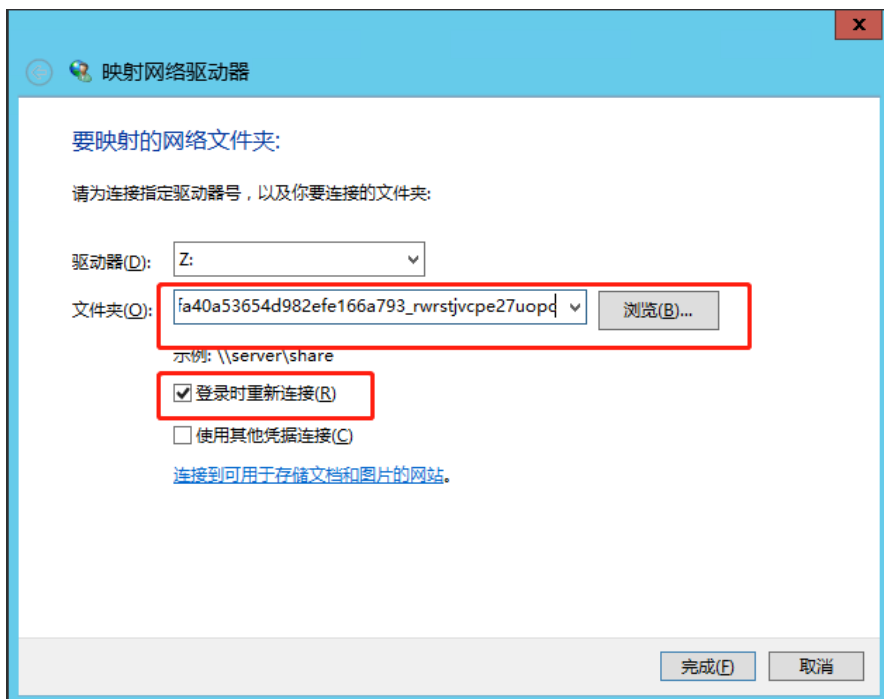 x
映射网络驱动器
要映射的网络文件夹:
请为连接指定驱动器号，以及你要连接的文件夹:
驱动器(D): Z:
文件夹(O): fa40a53654d982efe166a793_rwrstjvcpe27uopc 浏览(B)...
示例: \\server\share
登录时重新连接(R)
使用其他凭据连接(C)
连接到可用于存储文档和图片的网站。
完成(F) 取消